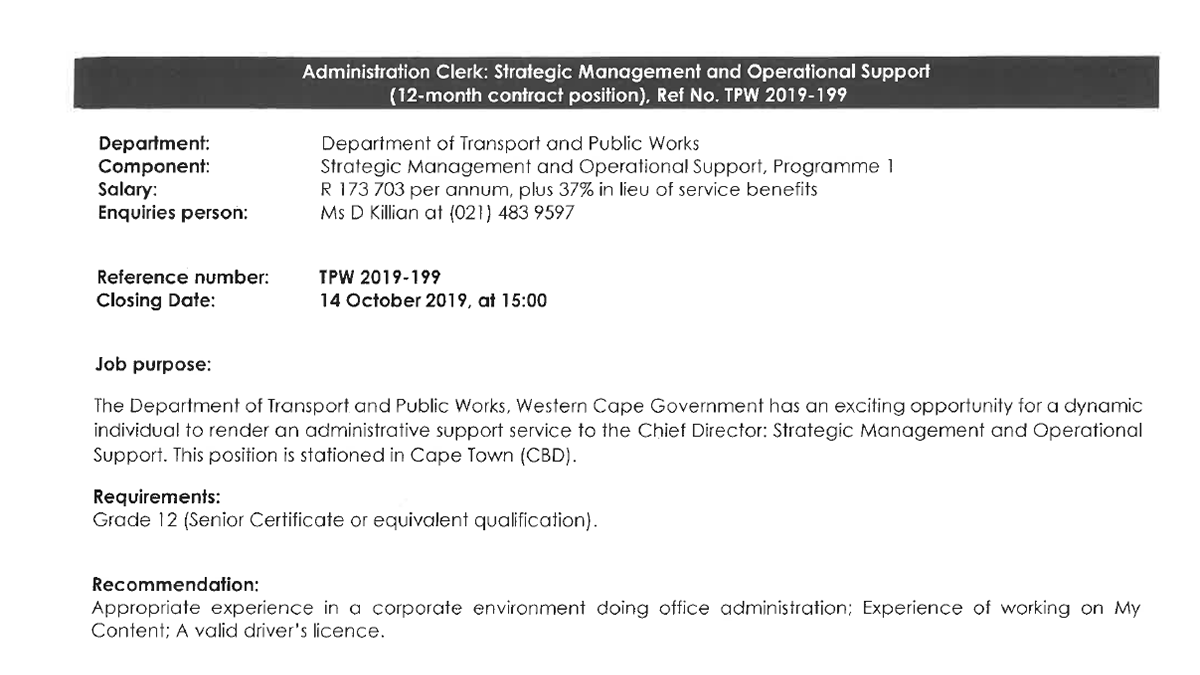 Administration Clerk: Strategic Management and Operational Support
(12-month contract position), Ref No. TPW 2019-199
Department: Department of Transport and Public Works
Component: Strategic Management and Operational Support, Programme 1
Salary: R 173 703 per annum, plus 37% in lieu of service benefits
Enquiries person: Ms D Killian at (021) 483 9597
Reference number: TPW 2019-199
Closing Date: 14 October 2019, at 15:00
Job purpose:
The Department of Transport and Public Works, Western Cape Government has an exciting opportunity for a dynamic
individual to render an administrative support service to the Chief Director: Strategic Management and Operational
Support. This position is stationed in Cape Town (CBD).
Requirements:
Grade 12 (Senior Certificate or equivalent qualification).
Recommendation:
Appropriate experience in a corporate environment doing office administration; Experience of working on My
Content; A valid driver's licence.